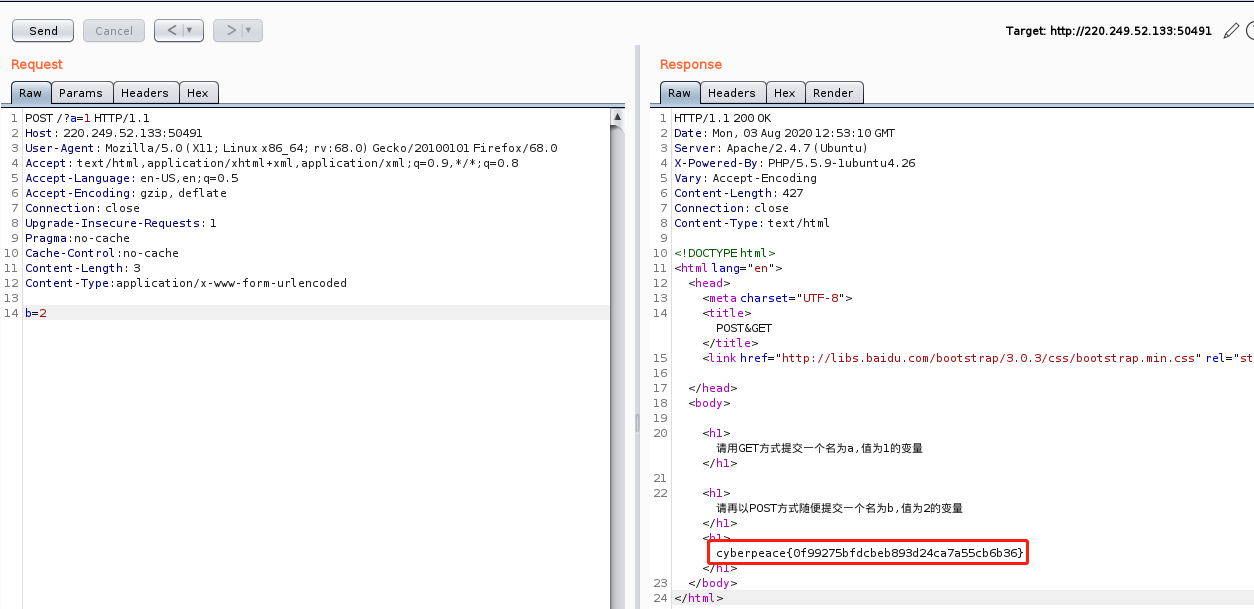 Send Cancel < > Target: http://220.249.52.133:50491
Request
Raw Params Headers Hex
1 POST /?a=1 HTTP/1.1
2 Host: 220.249.52.133:50491
3 User-Agent: Mozilla/5.0 (X11; Linux x86_64; rv:68.0) Gecko/20100101 Firefox/68.0
4 Accept: text/html,application/xhtml+xml,application/xml;q=0.9,*/*;q=0.8
5 Accept-Language: en-US,en;q=0.5
6 Accept-Encoding: gzip, deflate
7 Connection: close
8 Upgrade-Insecure-Requests: 1
9 Pragma:no-cache
10 Cache-Control:no-cache
11 Content-Length: 3
12 Content-Type:application/x-www-form-urlencoded
13
14 b=2
Response
Raw Headers Hex Render
1 HTTP/1.1 200 OK
2 Date: Mon, 03 Aug 2020 12:53:10 GMT
3 Server: Apache/2.4.7 (Ubuntu)
4 X-Powered-By: PHP/5.5.9-1ubuntu4.26
5 Vary: Accept-Encoding
6 Content-Length: 427
7 Connection: close
8 Content-Type: text/html
9
10 <!DOCTYPE html>
11 <html lang="en">
12 <head>
13 <meta charset="UTF-8">
14 <title>
POST&GET
</title>
15 <link href="http://libs.baidu.com/bootstrap/3.0.3/css/bootstrap.min.css" rel="st
16
17 </head>
18 <body>
19
20 <h1>
请用GET方式提交一个名为a,值为1的变量
</h1>
21
22 <h1>
请再以POST方式随便提交一个名为b,值为2的变量
</h1>
<h1>
cyberpeace{0f99275bfdcbeb893d24ca7a55cb6b36}
</h1>
23 </body>
24 </html>